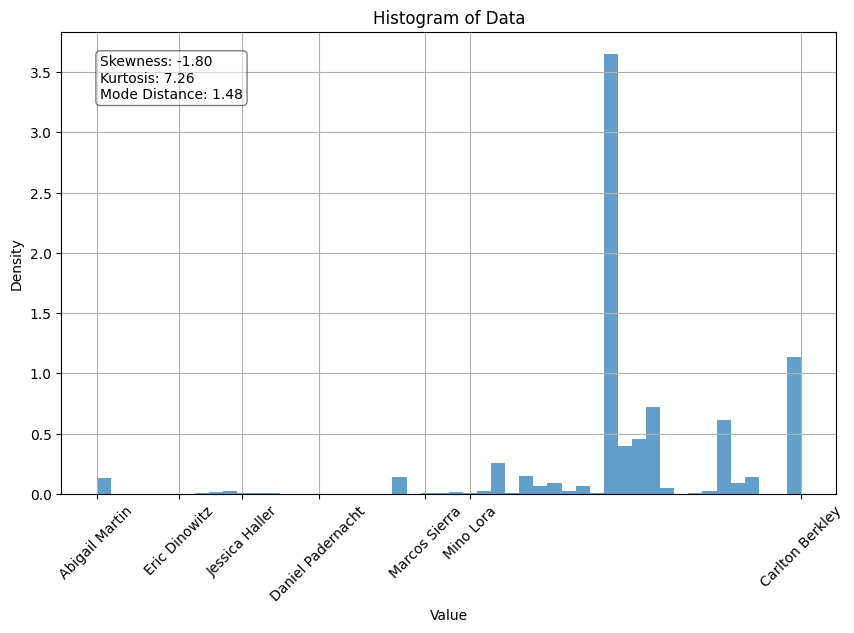 Histogram of Data
Skewness: -1.80
Kurtosis: 7.26
Mode Distance: 1.48
Density
3.5
3.0
2.5
2.0
1.5
1.0
0.5
0.0
Abigail Martin
Eric Dinowitz
Jessica Haller
Daniel Padernacht
Marcos Sierra
Mino Lora
Carlton Berkley
Value